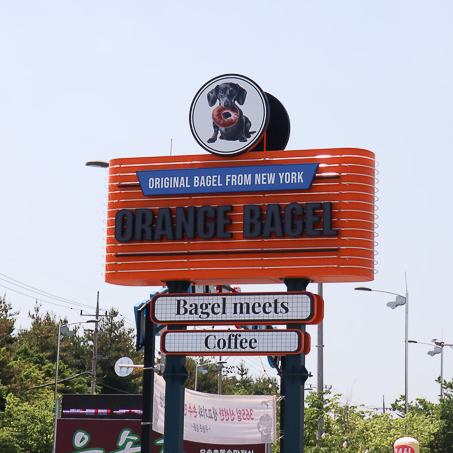 ORIGINAL BAGEL FROM NEW YORK
ORANGE BAGEL
Bagel meets
Coffee